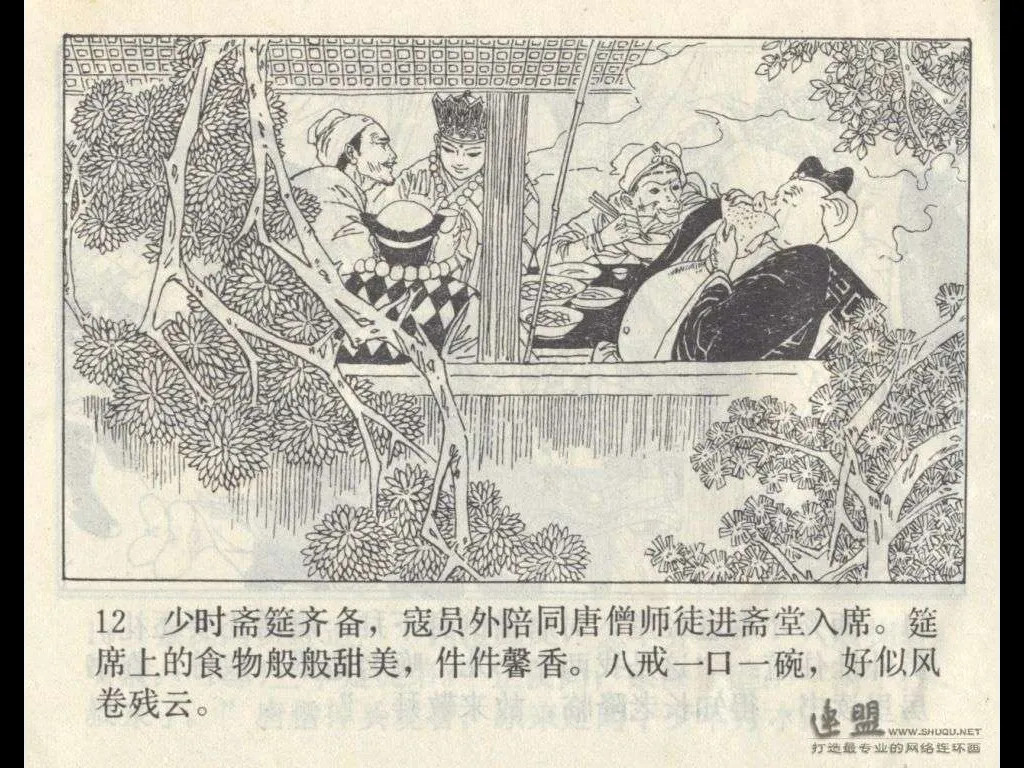 12 少时斋筵齐备，寇员外陪同唐僧师徒进斋堂入席。筵
席上的食物般般甜美，件件馨香。八戒一口一碗，好似风
卷残云。
连盟 WWW.SHUQU.NET
打造最专业的网络连环画